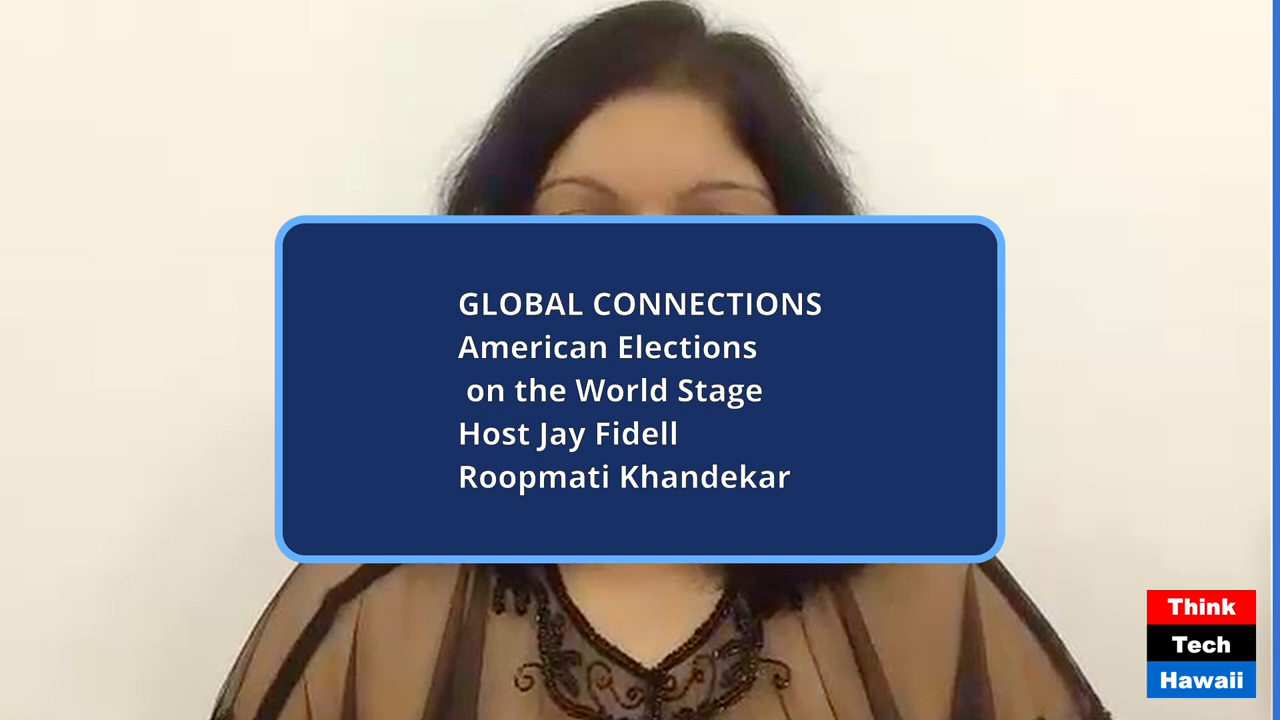 GLOBAL CONNECTIONS
American Elections
on the World Stage
Host Jay Fidell
Roopmati Khandekar
Think
Tech
Hawaii